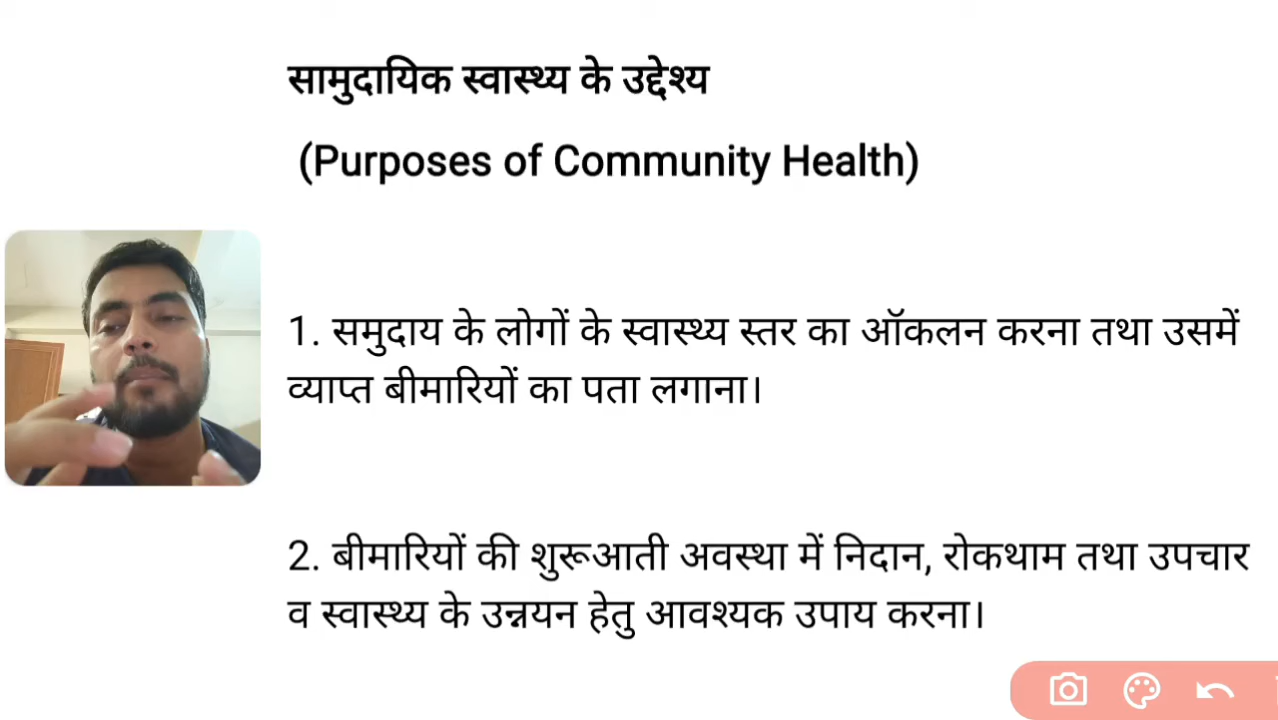 सामुदायिक स्वास्थ्य के उद्देश्य
(Purposes of Community Health)
1. समुदाय के लोगों के स्वास्थ्य स्तर का ऑकलन करना तथा उसमें
व्याप्त बीमारियों का पता लगाना।
2. बीमारियों की शुरूआती अवस्था में निदान, रोकथाम तथा उपचार
व स्वास्थ्य के उन्नयन हेतु आवश्यक उपाय करना।